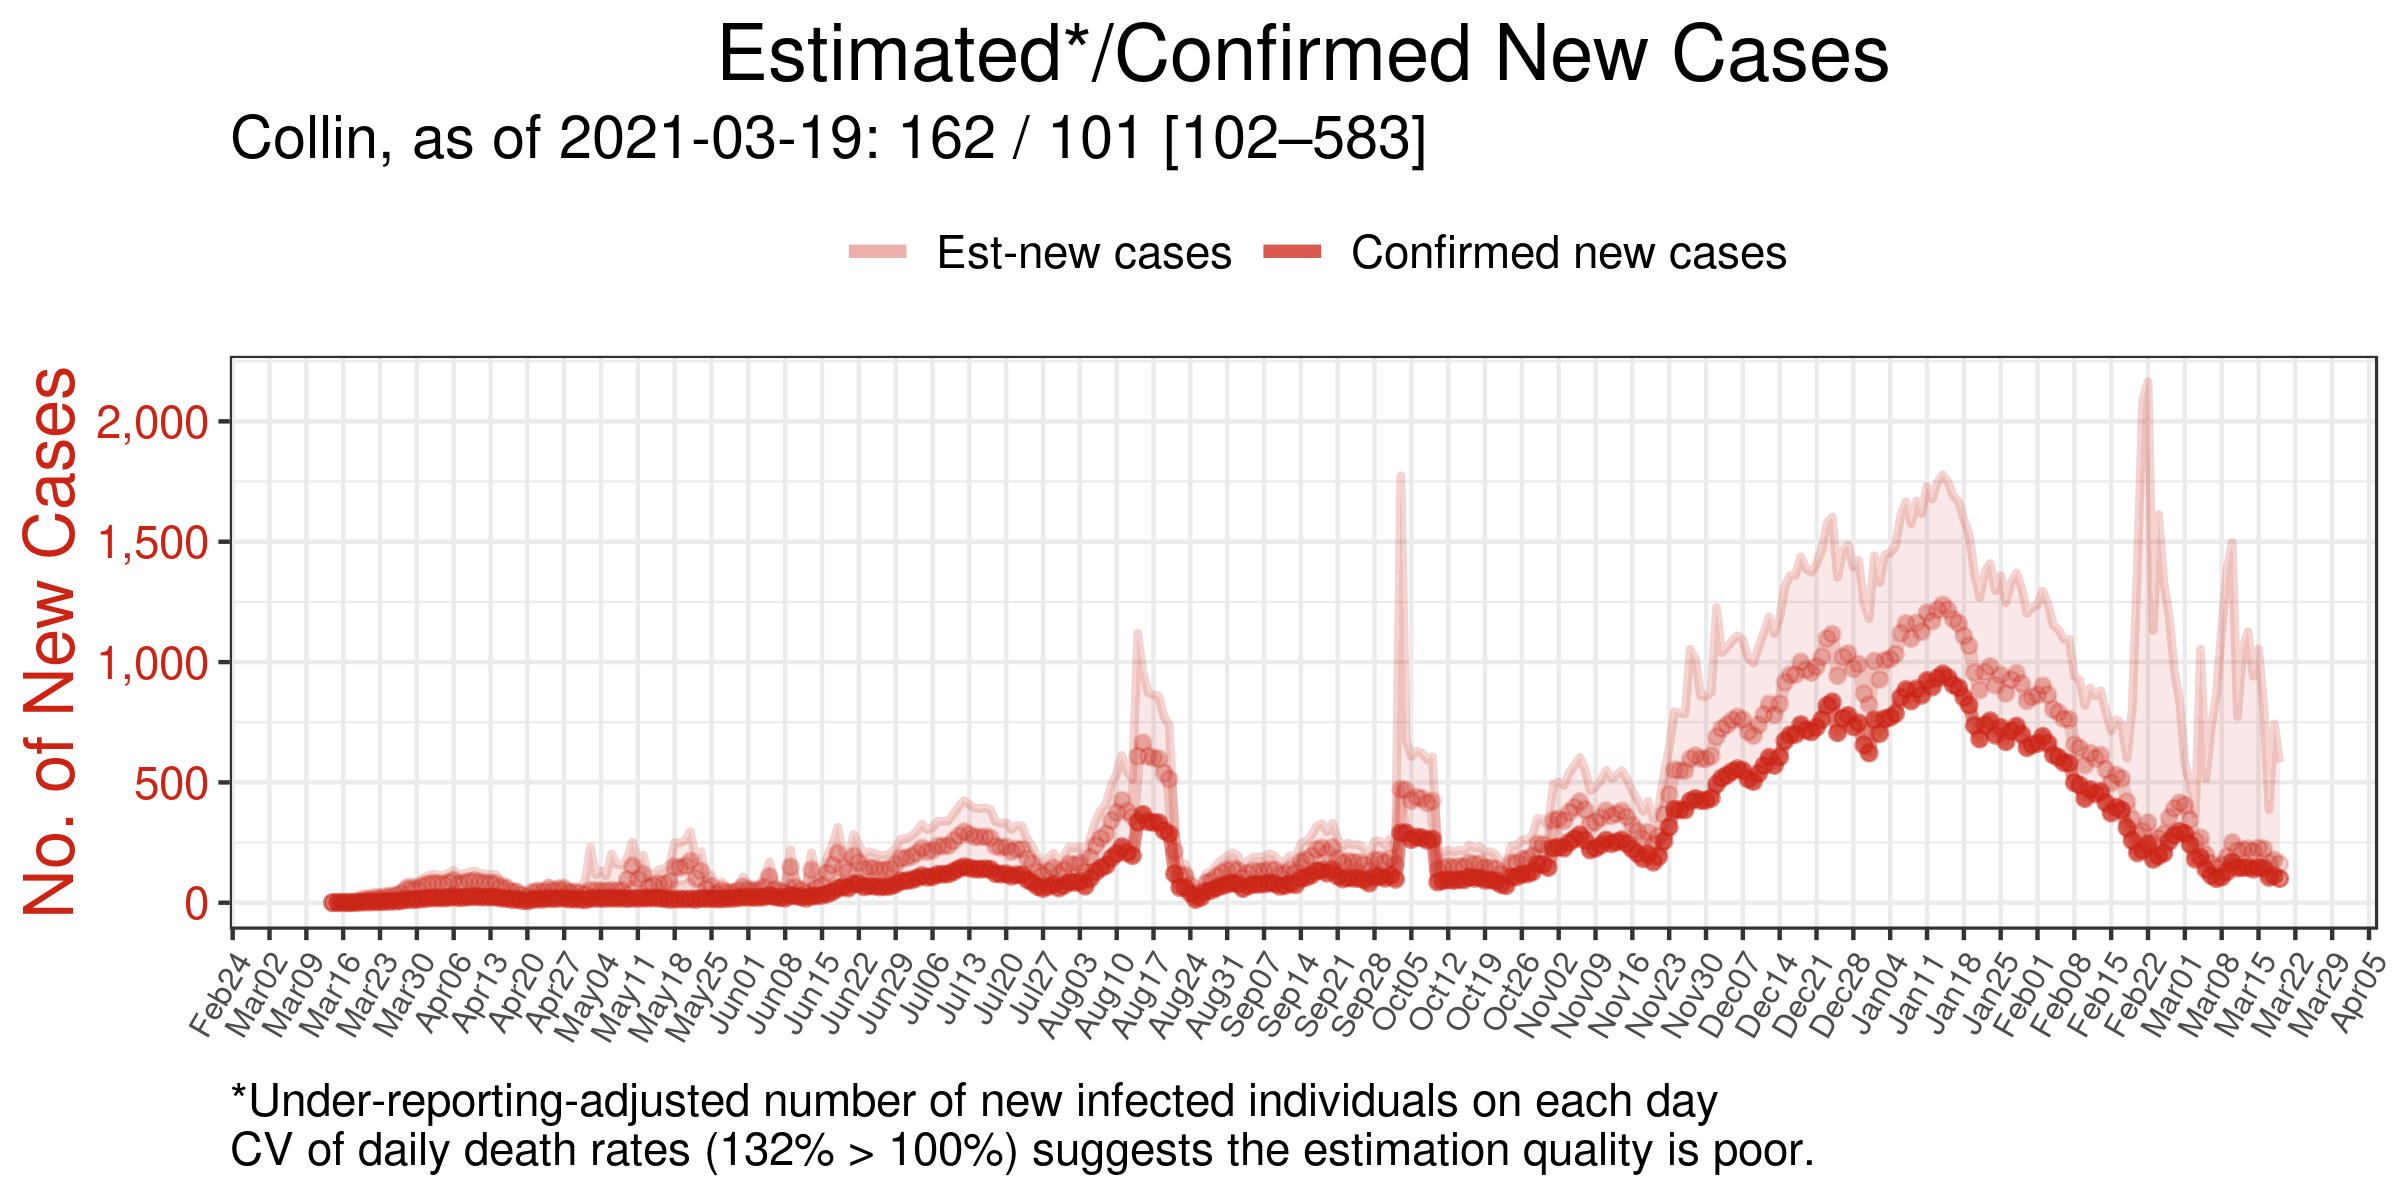 Estimated*/Confirmed New Cases
Collin, as of 2021-03-19: 162 / 101 [102–583]
Est-new cases
Confirmed new cases
No. of New Cases
2,000
1,500
1,000
500
0
Feb24
Mar02
Mar09
Mar16
Mar23
Mar30
Apr06
Apr13
Apr20
Apr27
May04
May11
May18
May25
Jun01
Jun08
Jun15
Jun22
Jun29
Jul06
Jul13
Jul20
Jul27
Aug03
Aug10
Aug17
Aug24
Aug31
Sep07
Sep14
Sep21
Sep28
Oct05
Oct12
Oct19
Oct26
Nov02
Nov09
Nov16
Nov23
Nov30
Dec07
Dec14
Dec21
Dec28
Jan04
Jan11
Jan18
Jan25
Feb01
Feb08
Feb15
Feb22
Mar01
Mar08
Mar15
Mar22
Mar29
Apr05
*Under-reporting-adjusted number of new infected individuals on each day
CV of daily death rates (132% > 100%) suggests the estimation quality is poor.